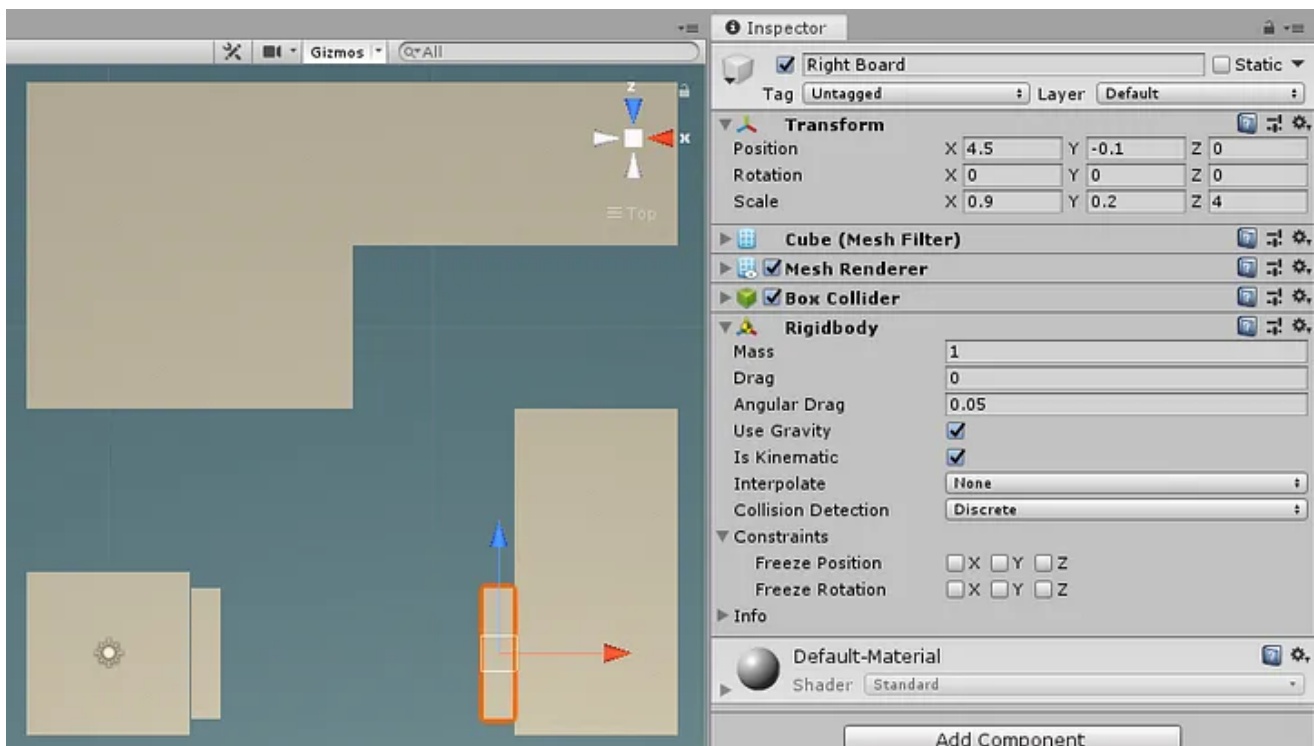 Gizmos
All
z
x
Top
Inspector
Right Board
Static
Tag Untagged Layer Default
Transform
Position X 4.5 Y -0.1 Z 0
Rotation X 0 Y 0 Z 0
Scale X 0.9 Y 0.2 Z 4
Cube (Mesh Filter)
Mesh Renderer
Box Collider
Rigidbody
Mass 1
Drag 0
Angular Drag 0.05
Use Gravity
Is Kinematic
Interpolate None
Collision Detection Discrete
Constraints
Freeze Position X Y Z
Freeze Rotation X Y Z
Info
Default-Material
Shader Standard
Add Component